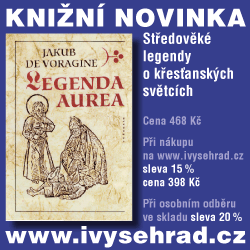 KNIŽNÍ NOVINKA
JAKUB
DE VORAGINE
LEGENDA
AUREA
VYŠEHRAD
Středověké
legendy
o křesťanských
světcích
Cena 468 Kč
Při nákupu
na www.ivysehrad.cz
sleva 15 %
cena 398 Kč
Při osobním odběru
ve skladu sleva 20 %
www.ivysehrad.cz